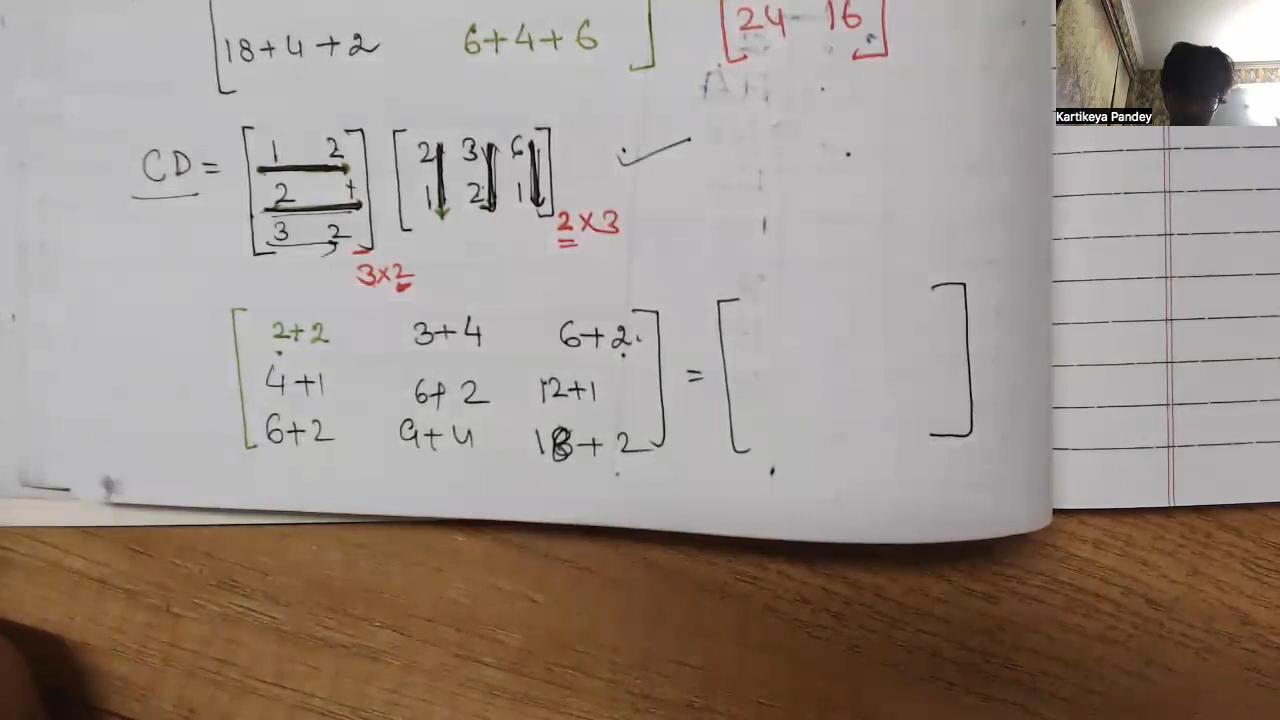 18+4+2 6+4+6 24 16
CD = 1 2 2 3 6
2 1 1 2 1
3 2
3×2 2×3
2+2 3+4 6+2
4+1 6+2 12+1 =
6+2 9+4 18+2
Kartikeya Pandey